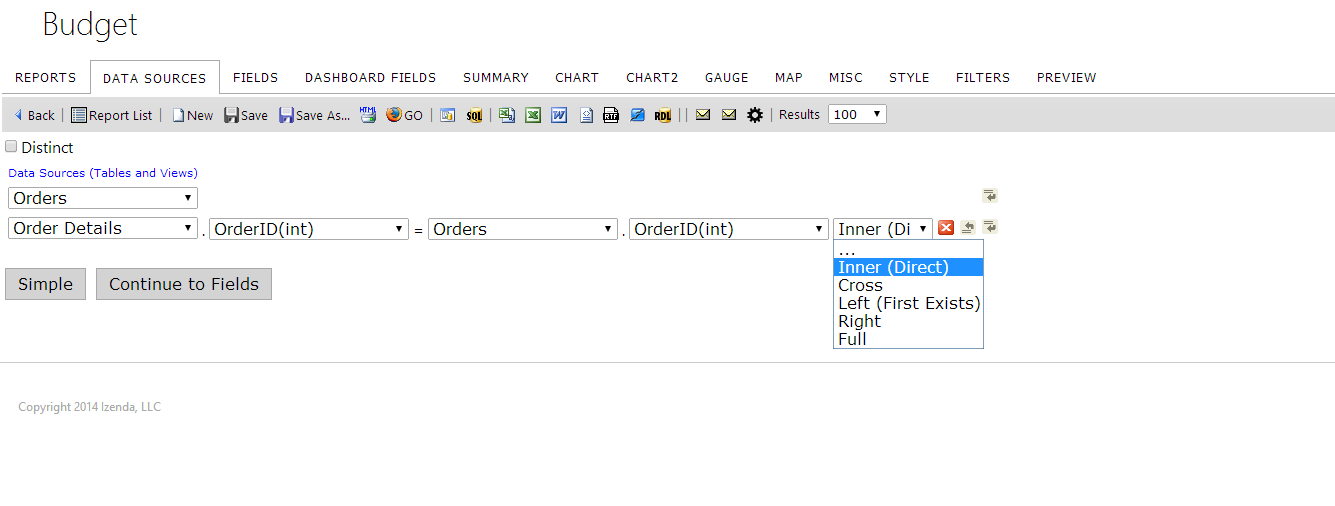 Budget
REPORTS DATA SOURCES FIELDS DASHBOARD FIELDS SUMMARY CHART CHART2 GAUGE MAP MISC STYLE FILTERS PREVIEW
Back | Report List | New Save Save As... HTML GO | SQL | RTF RDL | | | Results 100
Distinct
Data Sources (Tables and Views)
Orders
Order Details . OrderID(int) = Orders . OrderID(int) Inner (Di
...
Inner (Direct)
Cross
Left (First Exists)
Right
Full
Simple Continue to Fields
Copyright 2014 Izenda, LLC